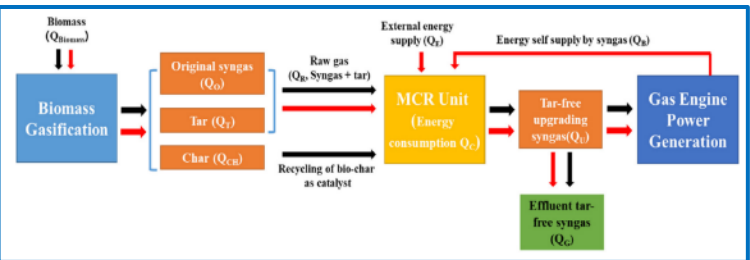 Biomass
(QBiomass)
Biomass
Gasification
Original syngas
(QO)
Tar (QT)
Char (QCH)
Raw gas
(QR, Syngas + tar)
Recycling of bio-char
as catalyst
External energy
supply (QE)
MCR Unit
(Energy
consumption QC)
Energy self supply by syngas (QB)
Tar-free
upgrading
syngas(QU)
Gas Engine
Power
Generation
Effluent tar-
free syngas
(QG)